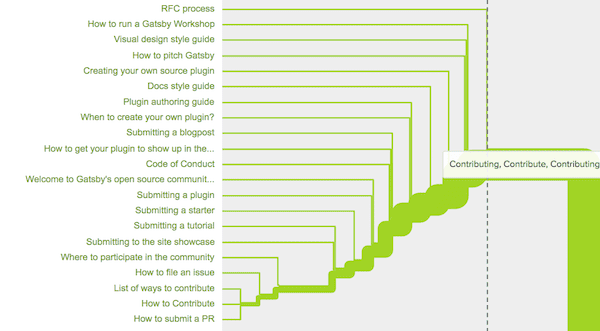 RFC process
How to run a Gatsby Workshop
Visual design style guide
How to pitch Gatsby
Creating your own source plugin
Docs style guide
Plugin authoring guide
When to create your own plugin?
Submitting a blogpost
How to get your plugin to show up in the...
Code of Conduct
Contributing, Contribute, Contributing
Welcome to Gatsby's open source communit...
Submitting a plugin
Submitting a starter
Submitting a tutorial
Submitting to the site showcase
Where to participate in the community
How to file an issue
List of ways to contribute
How to Contribute
How to submit a PR